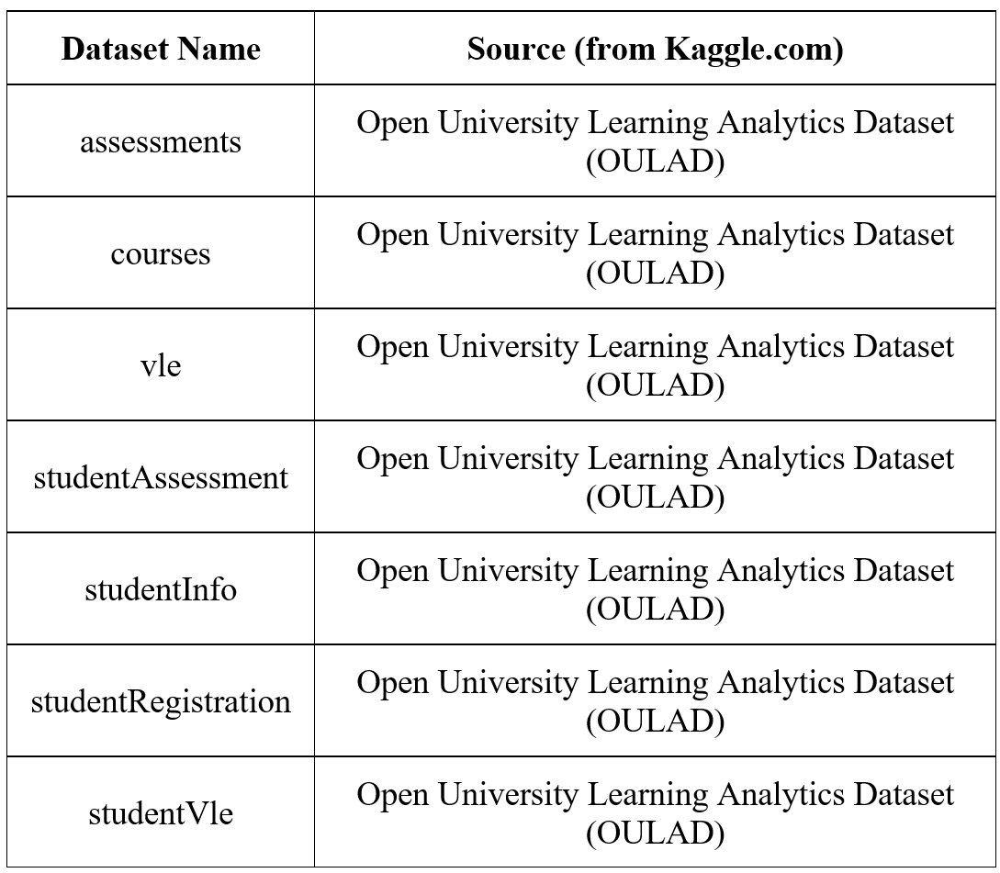 Dataset Name
Source (from Kaggle.com)
assessments
Open University Learning Analytics Dataset
(OULAD)
courses
Open University Learning Analytics Dataset
(OULAD)
vle
Open University Learning Analytics Dataset
(OULAD)
studentAssessment
Open University Learning Analytics Dataset
(OULAD)
studentInfo
Open University Learning Analytics Dataset
(OULAD)
studentRegistration
Open University Learning Analytics Dataset
(OULAD)
studentVle
Open University Learning Analytics Dataset
(OULAD)